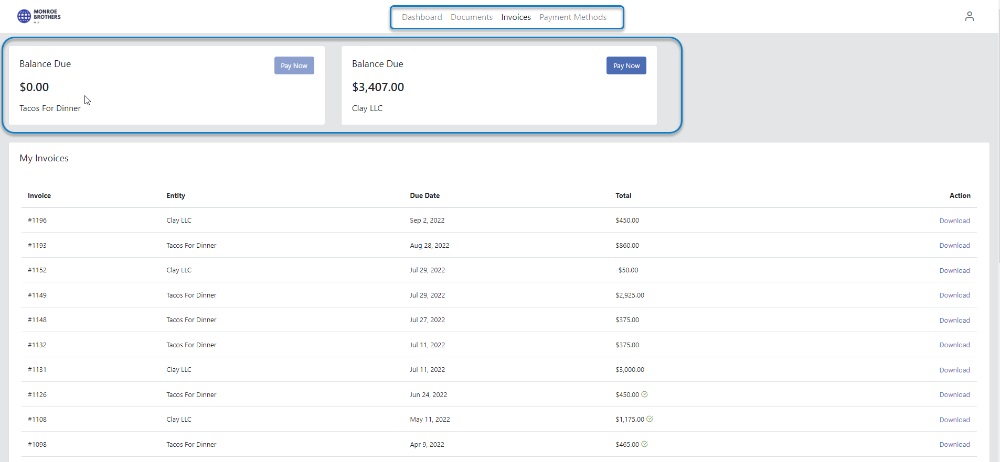 MONROE
BROTHERS
PLLC
Dashboard Documents Invoices Payment Methods
Balance Due Pay Now
$0.00
Tacos For Dinner
Balance Due Pay Now
$3,407.00
Clay LLC
My Invoices
Invoice Entity Due Date Total Action
#1196 Clay LLC Sep 2, 2022 $450.00 Download
#1193 Tacos For Dinner Aug 28, 2022 $860.00 Download
#1152 Clay LLC Jul 29, 2022 -$50.00 Download
#1149 Tacos For Dinner Jul 29, 2022 $2,925.00 Download
#1148 Tacos For Dinner Jul 27, 2022 $375.00 Download
#1132 Tacos For Dinner Jul 11, 2022 $375.00 Download
#1131 Clay LLC Jul 11, 2022 $3,000.00 Download
#1126 Tacos For Dinner Jun 24, 2022 $450.00 Download
#1108 Clay LLC May 11, 2022 $1,175.00 Download
#1098 Tacos For Dinner Apr 9, 2022 $465.00 Download